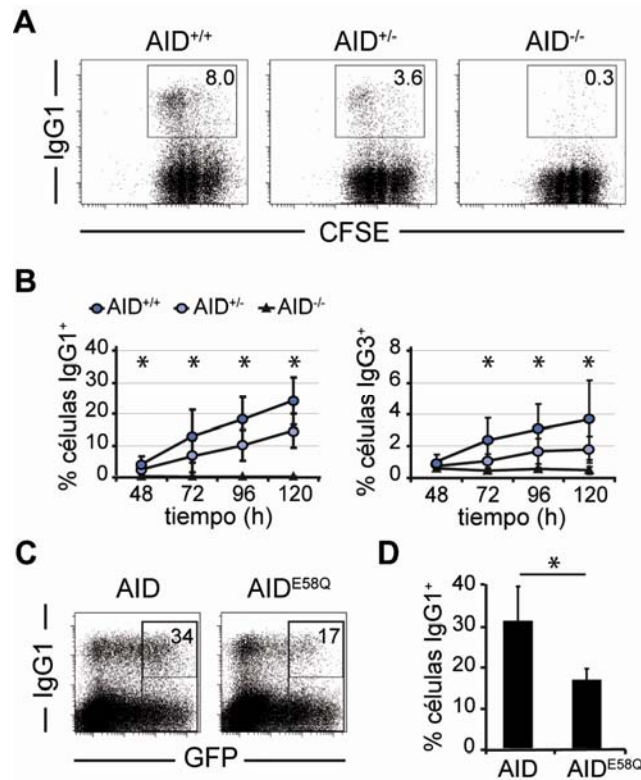 A
AID+/+ AID+/- AID-/-
8.0 3.6 0.3
IgG1
CFSE
B
AID+/+ AID+/- AID-/-
% células IgG1+
40
30
20
10
0
* * * *
48 72 96 120
tiempo (h)
% células IgG3+
8
6
4
2
0
* * *
48 72 96 120
tiempo (h)
C
AID AIDE58Q
34 17
IgG1
GFP
D
% células IgG1+
40
30
20
10
0
*
AID AIDE58Q